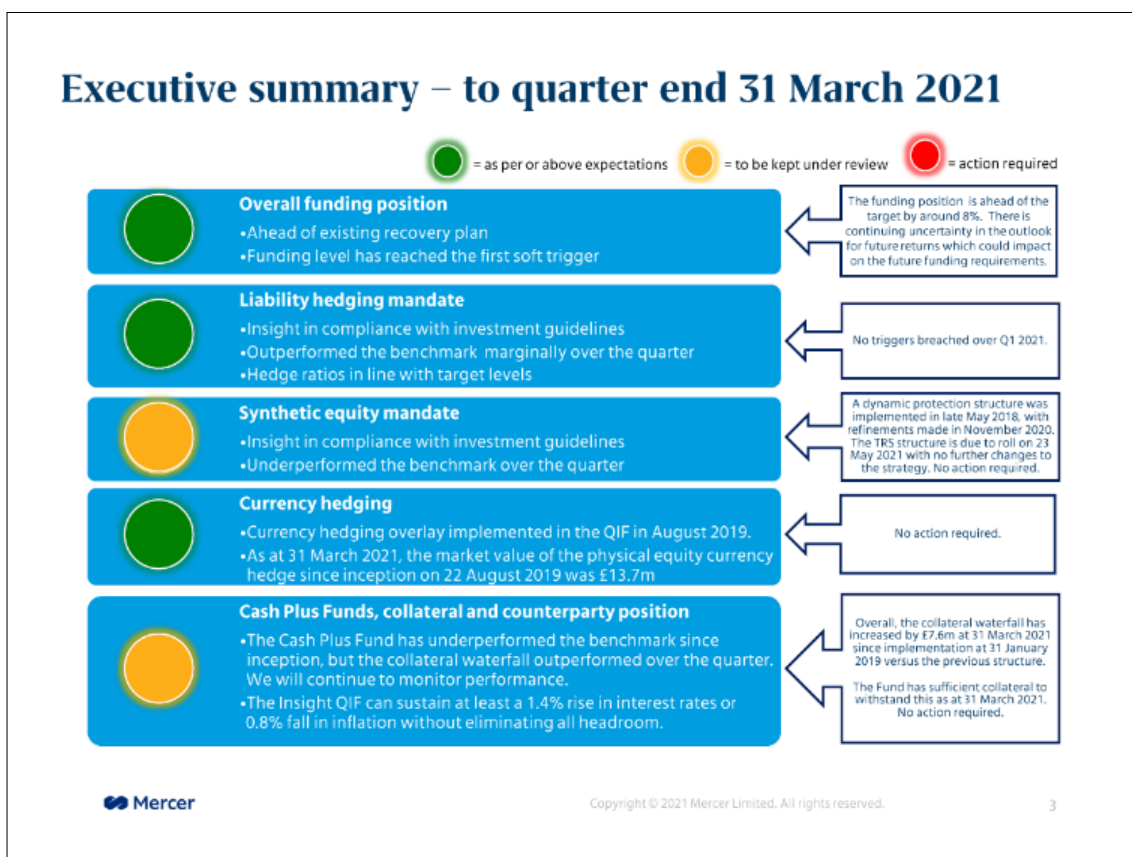 Executive summary – to quarter end 31 March 2021
= as per or above expectations
= to be kept under review
= action required
Overall funding position
•Ahead of existing recovery plan
•Funding level has reached the first soft trigger
The funding position is ahead of the
target by around 8%. There is
continuing uncertainty in the outlook
for future returns which could impact
on the future funding requirements.
Liability hedging mandate
•Insight in compliance with investment guidelines
•Outperformed the benchmark marginally over the quarter
•Hedge ratios in line with target levels
No triggers breached over Q1 2021.
Synthetic equity mandate
•Insight in compliance with investment guidelines
•Underperformed the benchmark over the quarter
A dynamic protection structure was
implemented in late May 2018, with
refinements made in November 2020.
The TRS structure is due to roll on 23
May 2021 with no further changes to
the strategy. No action required.
Currency hedging
•Currency hedging overlay implemented in the QIF in August 2019.
•As at 31 March 2021, the market value of the physical equity currency
hedge since inception on 22 August 2019 was £13.7m
No action required.
Cash Plus Funds, collateral and counterparty position
•The Cash Plus Fund has underperformed the benchmark since
inception, but the collateral waterfall outperformed over the quarter.
We will continue to monitor performance.
•The Insight QIF can sustain at least a 1.4% rise in interest rates or
0.8% fall in inflation without eliminating all headroom.
Overall, the collateral waterfall has
increased by £7.6m at 31 March 2021
since implementation at 31 January
2019 versus the previous structure.
The Fund has sufficient collateral to
withstand this as at 31 March 2021.
No action required.
Mercer
Copyright © 2021 Mercer Limited. All rights reserved.
3